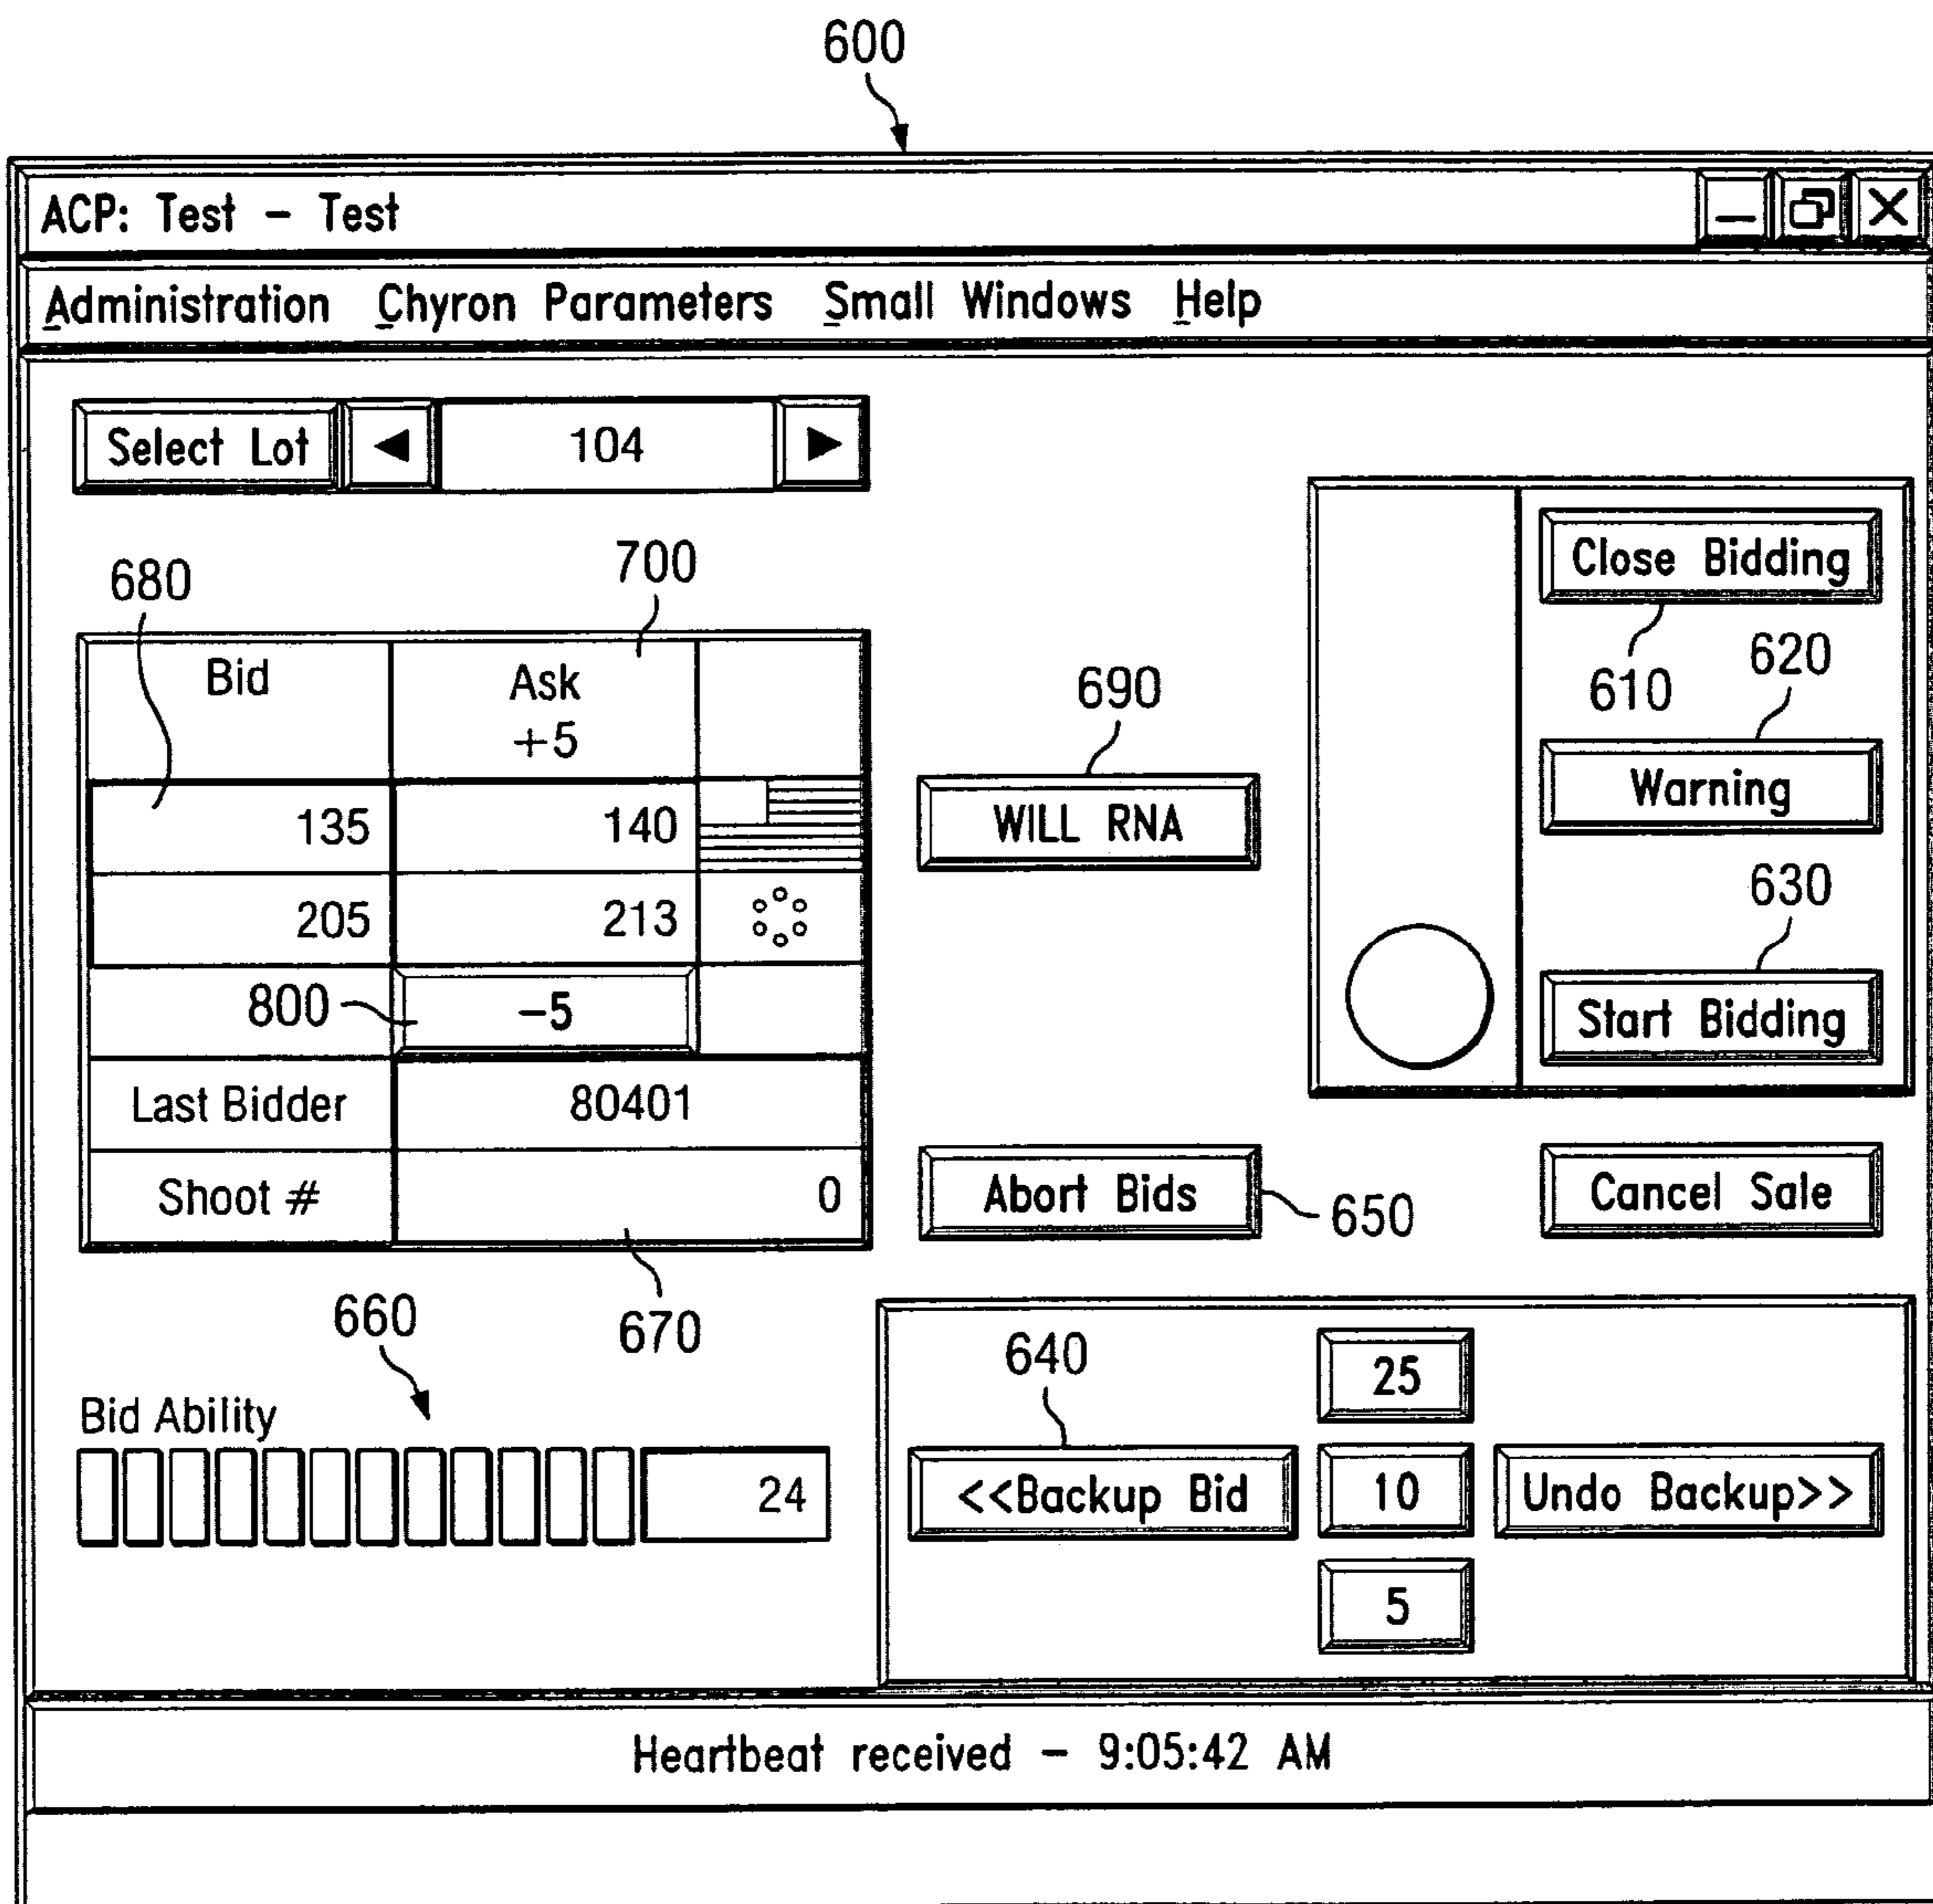 600
ACP: Test – Test
Administration Chyron Parameters Small Windows Help
Select Lot 104
680
700
Bid
Ask
+5
135 140
205 213
800
–5
Last Bidder 80401
Shoot # 0
690
WILL RNA
Close Bidding
610
620
Warning
630
Start Bidding
Abort Bids
650
Cancel Sale
660
670
Bid Ability
24
640
<<Backup Bid
25
10
5
Undo Backup>>
Heartbeat received – 9:05:42 AM